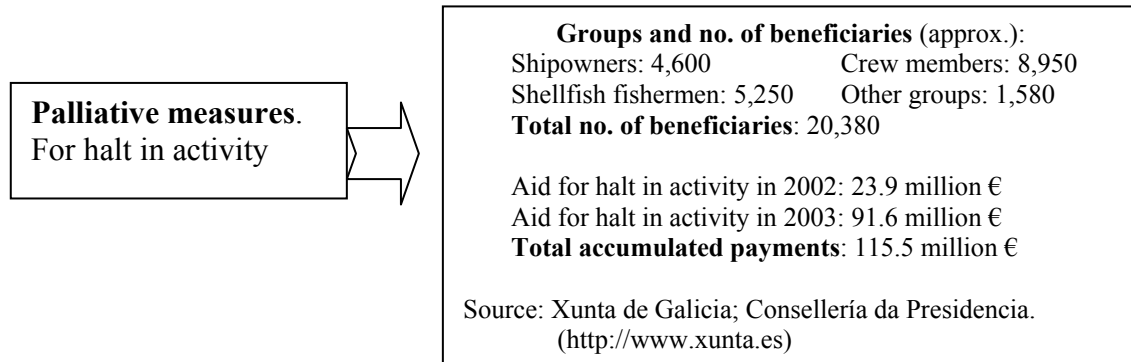 Palliative measures.
For halt in activity
Groups and no. of beneficiaries (approx.):
Shipowners: 4,600 Crew members: 8,950
Shellfish fishermen: 5,250 Other groups: 1,580
Total no. of beneficiaries: 20,380
Aid for halt in activity in 2002: 23.9 million €
Aid for halt in activity in 2003: 91.6 million €
Total accumulated payments: 115.5 million €
Source: Xunta de Galicia; Consellería da Presidencia.
(http://www.xunta.es)